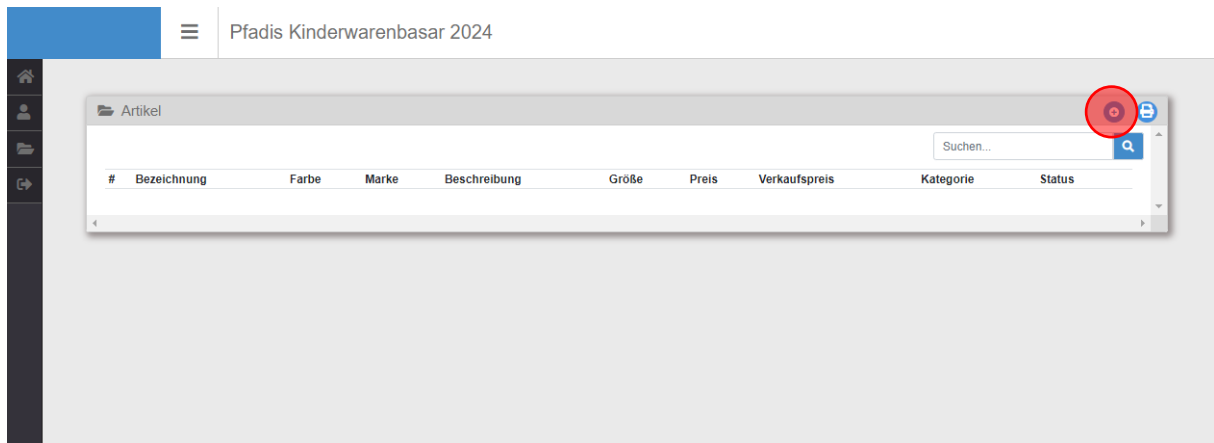 Pfadis Kinderwarenbasar 2024
Artikel
Suchen...
# Bezeichnung Farbe Marke Beschreibung Größe Preis Verkaufspreis Kategorie Status